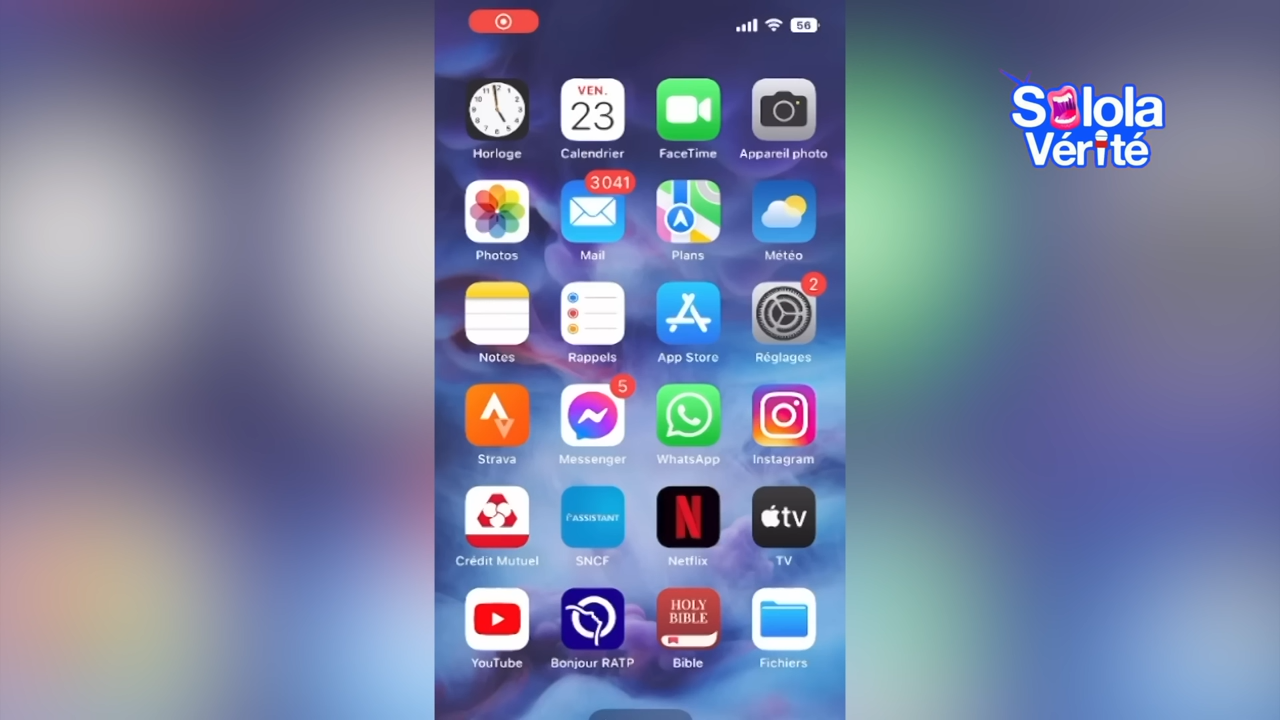 56
Solola
Vérité
VEN.
23
Horloge
Calendrier
FaceTime
Appareil photo
3 041
Photos
Mail
Plans
Météo
2
Notes
Rappels
App Store
Réglages
5
Strava
Messenger
WhatsApp
Instagram
l'ASSISTANT
N
tv
Crédit Mutuel
SNCF
Netflix
TV
HOLY
BIBLE
YouTube
Bonjour RATP
Bible
Fichiers